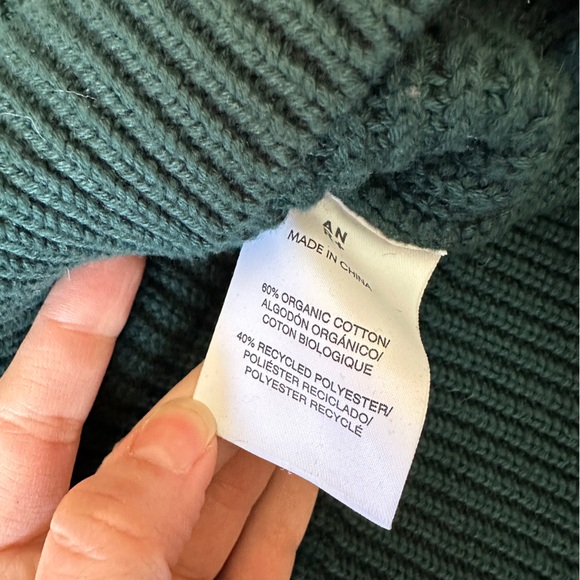 AN
MADE IN CHINA
60% ORGANIC COTTON/
ALGODÓN ORGÁNICO/
COTON BIOLOGIQUE
40% RECYCLED POLYESTER/
POLIÉSTER RECICLADO/
POLYESTER RECYCLÉ